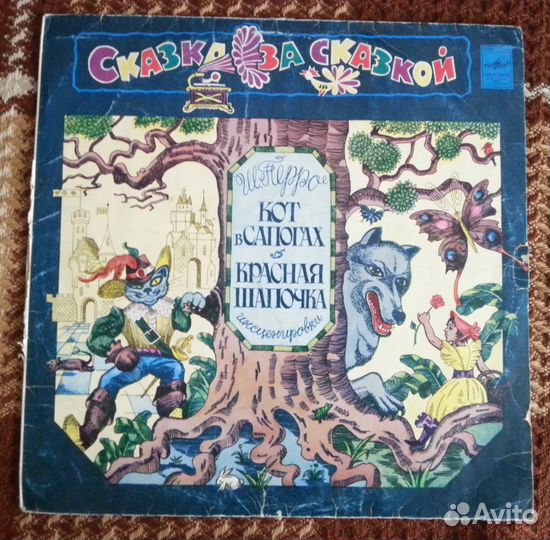 СКАЗКА ЗА СКАЗКОЙ
Ш. Перро
КОТ
в САПОГАХ
КРАСНАЯ
ШАПОЧКА
инсценировки
Avito